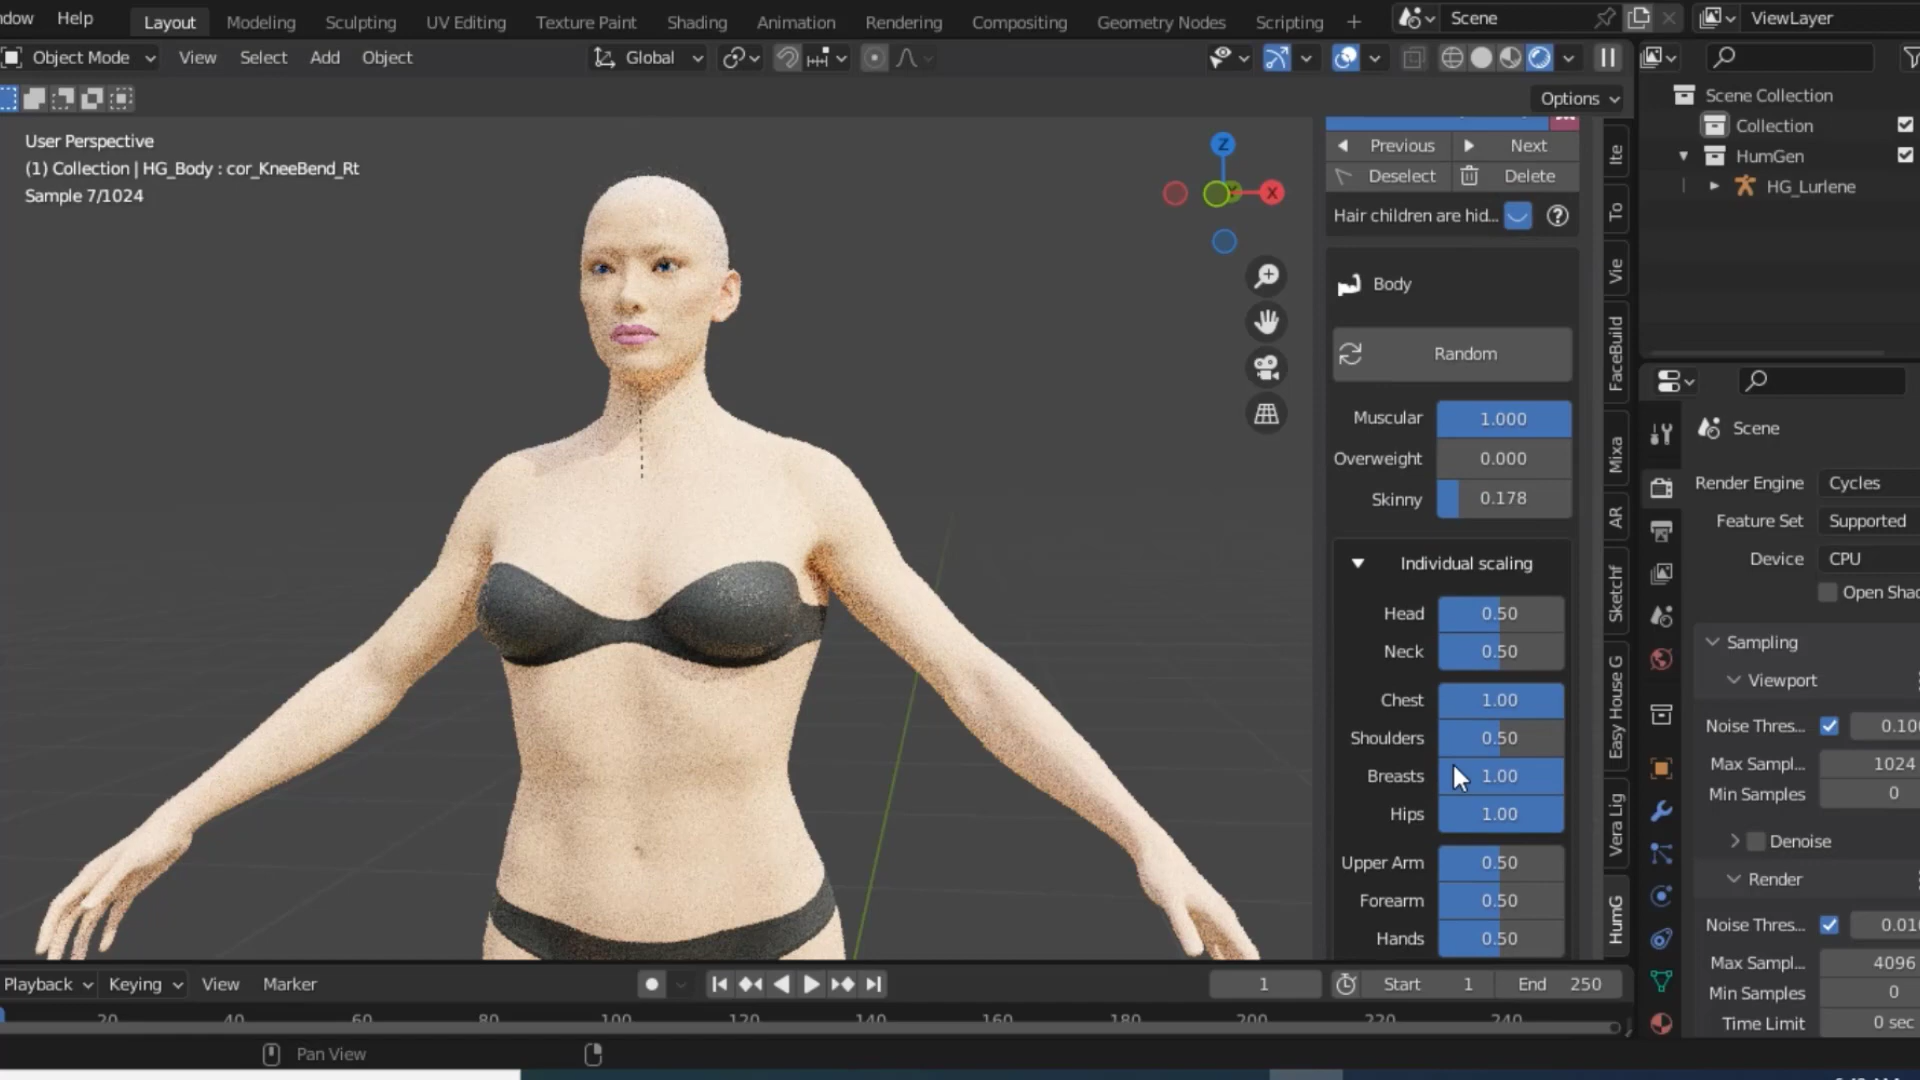 ndow Help Layout Modeling Sculpting UV Editing Texture Paint Shading Animation Rendering Compositing Geometry Nodes Scripting + Scene ViewLayer
Object Mode View Select Add Object Global
Options
User Perspective
(1) Collection | HG_Body : cor_KneeBend_Rt
Sample 7/1024
Z
X
Previous Next
Deselect Delete
Hair children are hid... ?
Body
Random
Muscular 1.000
Overweight 0.000
Skinny 0.178
Individual scaling
Head 0.50
Neck 0.50
Chest 1.00
Shoulders 0.50
Breasts 1.00
Hips 1.00
Upper Arm 0.50
Forearm 0.50
Hands 0.50
Ite
To
Vie
FaceBuild
Mixa
AR
Sketchf
Easy House G
Vera Lig
HumG
Scene Collection
Collection
HumGen
HG_Lurlene
Scene
Render Engine Cycles
Feature Set Supported
Device CPU
Open Shad
Sampling
Viewport
Noise Thres... 0.10
Max Sampl... 1024
Min Samples 0
Denoise
Render
Noise Thres... 0.01
Max Sampl... 4096
Min Samples 0
Time Limit 0 sec
Playback Keying View Marker 1 Start 1 End 250
20 40 60 80 100 120 140 160 180 200 220 240
Pan View